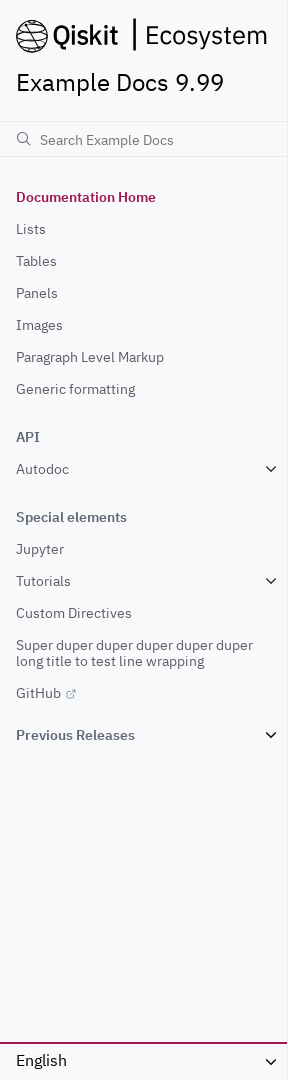 Qiskit | Ecosystem
Example Docs 9.99
Search Example Docs
Documentation Home
Lists
Tables
Panels
Images
Paragraph Level Markup
Generic formatting
API
Autodoc
Special elements
Jupyter
Tutorials
Custom Directives
Super duper duper duper duper duper
long title to test line wrapping
GitHub
Previous Releases
English